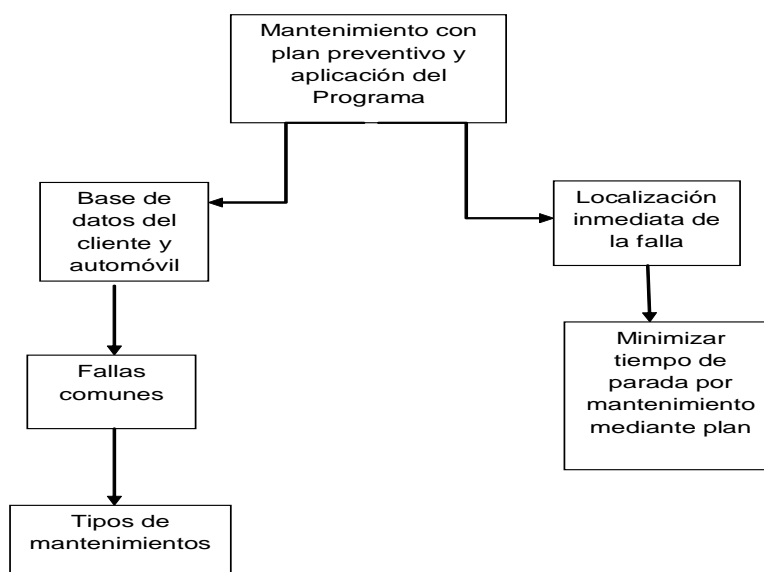 Mantenimiento con
plan preventivo y
aplicación del
Programa
Base de
datos del
cliente y
automóvil
Localización
inmediata de
la falla
Fallas
comunes
Minimizar
tiempo de
parada por
mantenimiento
mediante plan
Tipos de
mantenimientos